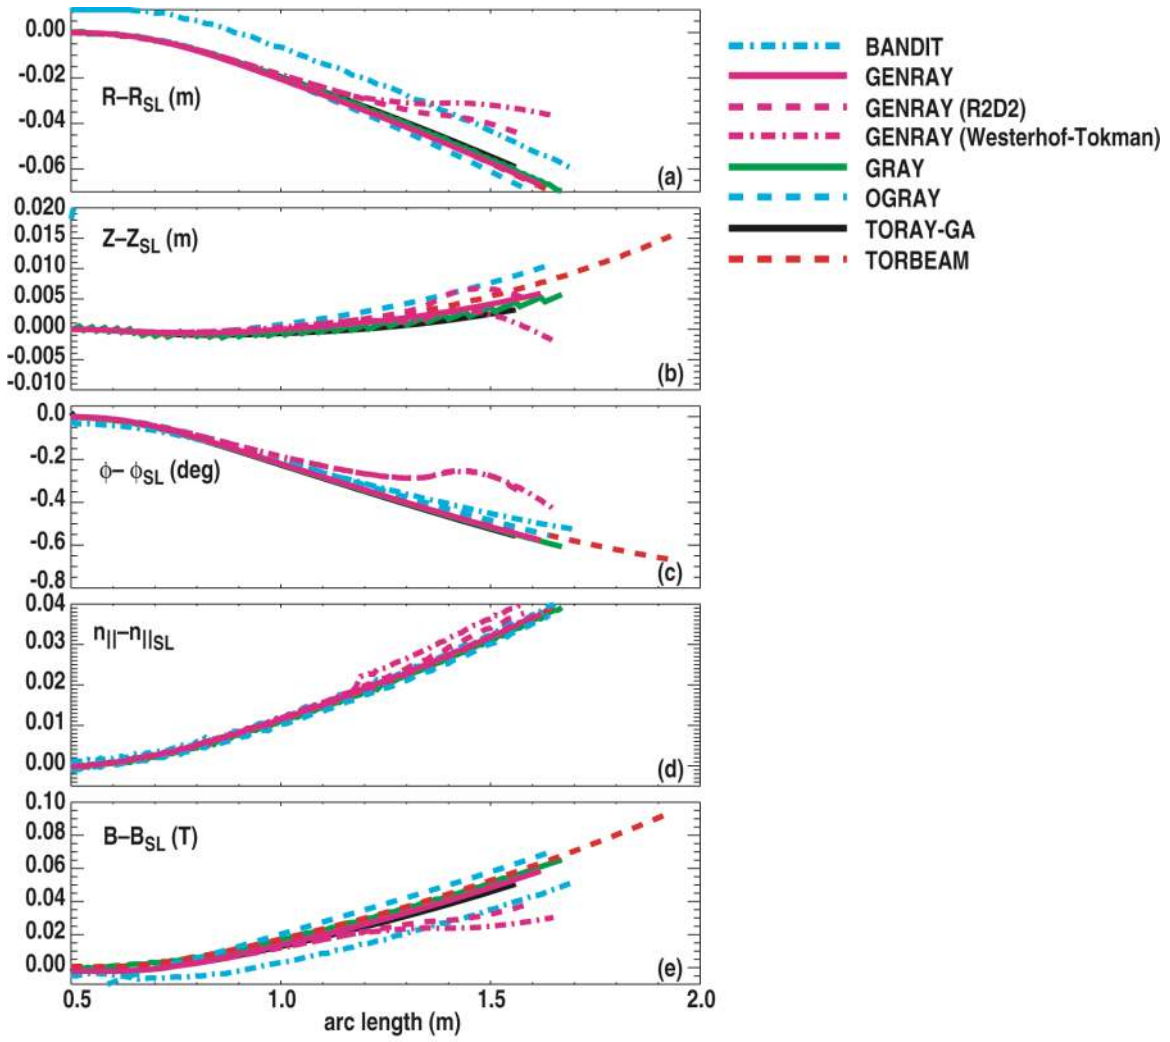 0.00
-0.02
-0.04
-0.06
R–R_SL (m)
(a)
0.020
0.015
0.010
0.005
0.000
-0.005
-0.010
Z–Z_SL (m)
(b)
0.0
-0.2
-0.4
-0.6
-0.8
ϕ– ϕ_SL (deg)
(c)
0.04
0.03
0.02
0.01
0.00
n_||–n_||SL
(d)
0.10
0.08
0.06
0.04
0.02
0.00
B–B_SL (T)
(e)
0.5 1.0 1.5 2.0
arc length (m)
BANDIT
GENRAY
GENRAY (R2D2)
GENRAY (Westerhof-Tokman)
GRAY
OGRAY
TORAY-GA
TORBEAM